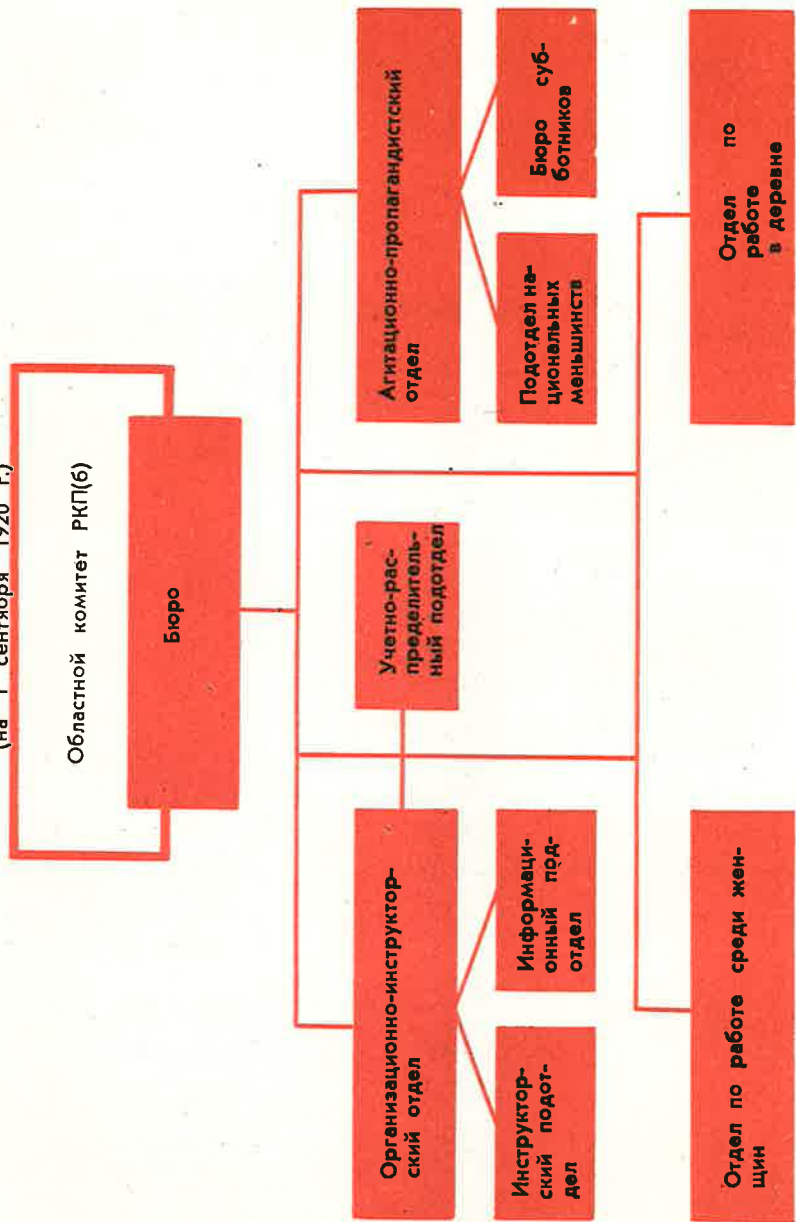 (на 1 сентября 1920 г.)
Областной комитет РКП(б)
Бюро
Организационно-инструктор-
ский отдел
Учетно-рас-
пределитель-
ный подотдел
Агитационно-пропагандистский
отдел
Инструктор-
ский подот-
дел
Информаци-
онный под-
отдел
Подотдел на-
циональных
меньшинств
Бюро суб-
ботников
Отдел по работе среди жен-
щин
Отдел по
работе
в деревне